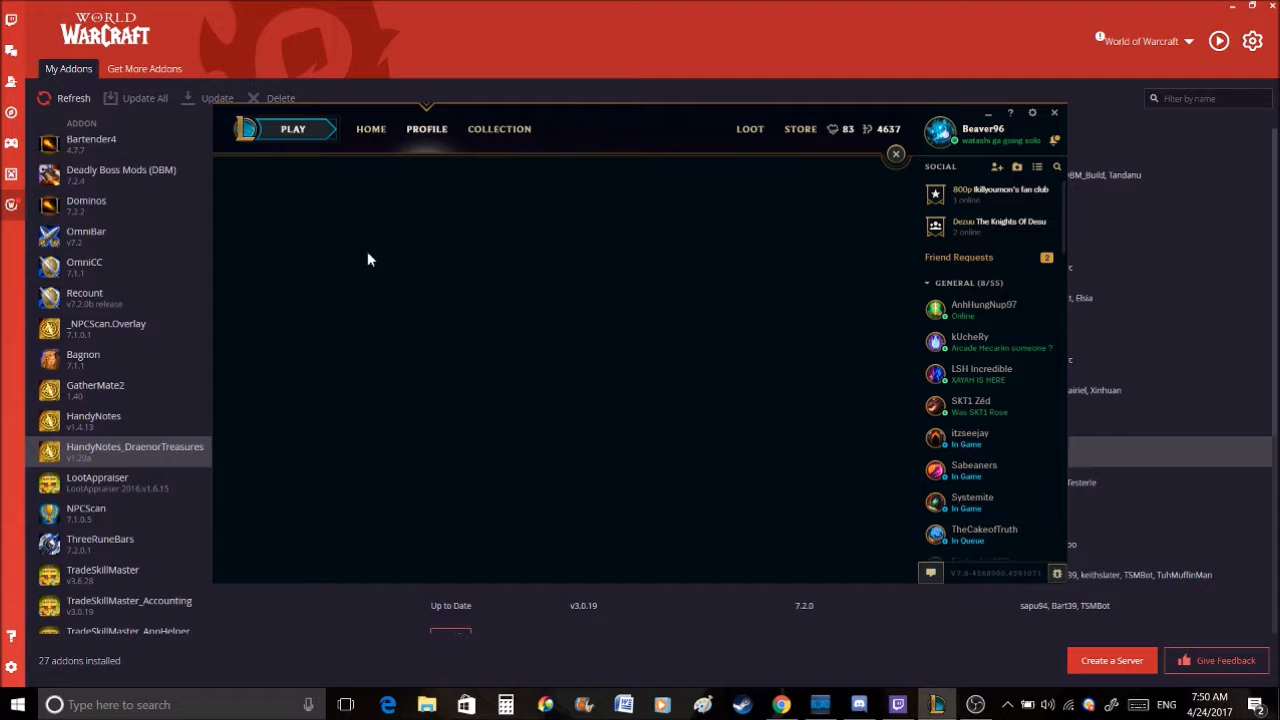 WORLD
OF
WARCRAFT
World of Warcraft
My Addons
Get More Addons
Refresh
Update All
Update
Delete
Filter by name
ADDON
Bartender4
4.7.7
Deadly Boss Mods (DBM)
7.2.4
Dominos
7.2.2
OmniBar
v7.2
OmniCC
7.1.1
Recount
v7.2.0b release
_NPCScan.Overlay
7.1.0.1
Bagnon
7.1.1
GatherMate2
1.40
HandyNotes
v1.4.13
HandyNotes_DraenorTreasures
v1.20a
LootAppraiser
LootAppraiser 2016.v1.6.15
NPCScan
7.1.0.5
ThreeRuneBars
7.2.0.1
TradeSkillMaster
v3.6.28
TradeSkillMaster_Accounting
v3.0.19
TradeSkillMaster_AppHelper
PLAY
HOME
PROFILE
COLLECTION
LOOT
STORE
83
4637
Beaver96
watashi ga going solo
SOCIAL
800p Ikillyoumon's fan club
1 online
Dezuu The Knights Of Desu
2 online
Friend Requests
2
GENERAL (8/55)
AnhHungNup97
Online
kUcheRy
Arcade Hecarim someone ?
LSH Incredible
XAYAH IS HERE
SKT1 Zéd
Was SKT1 Rose
itzseejay
In Game
Sabeaners
In Game
Systemite
In Game
TheCakeofTruth
In Queue
V7.8-4268900.4291071
DBM_Build, Tandanu
t, Elsia
airiel, Xinhuan
Testerle
oo
39, keithslater, TSMBot, TuhMuffinMan
Up to Date
v3.0.19
7.2.0
sapu94, Bart39, TSMBot
27 addons installed
Create a Server
Give Feedback
Type here to search
ENG
7:50 AM
4/24/2017
2